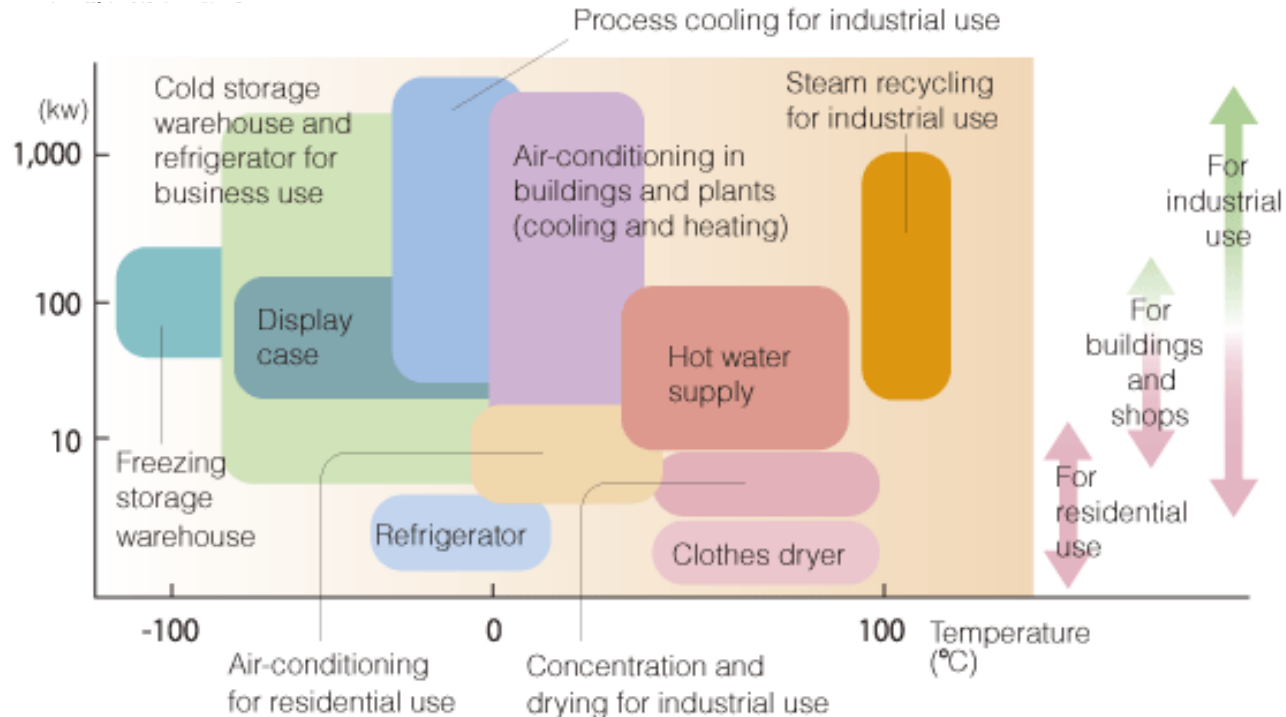 Process cooling for industrial use
(kw)
Cold storage
warehouse and
refrigerator for
business use
Steam recycling
for industrial use
1,000
Air-conditioning in
buildings and plants
(cooling and heating)
For
industrial
use
100
Display
case
Hot water
supply
For
buildings
and
shops
10
Freezing
storage
warehouse
Refrigerator
Clothes dryer
For
residential
use
-100
0
100
Temperature
(°C)
Air-conditioning
for residential use
Concentration and
drying for industrial use